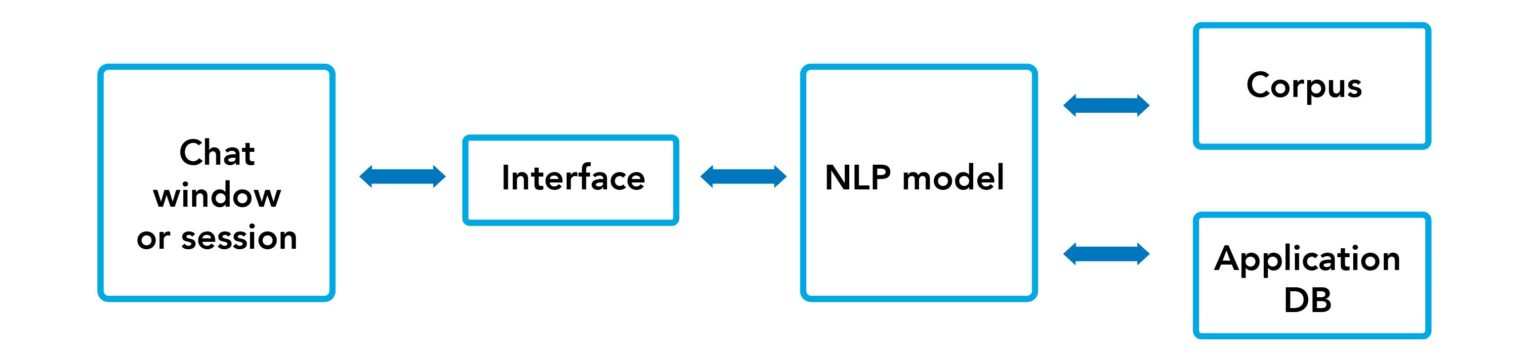 Chat
window
or session
Interface
NLP model
Corpus
Application
DB